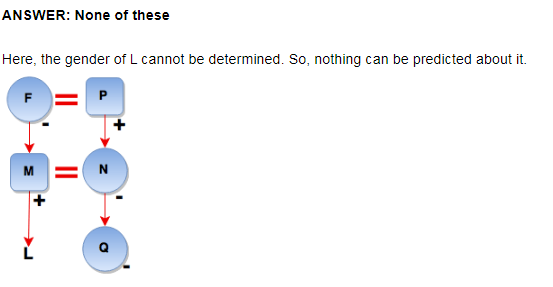 ANSWER: None of these
Here, the gender of L cannot be determined. So, nothing can be predicted about it.
F = P
- +
M = N
+ -
L Q
-